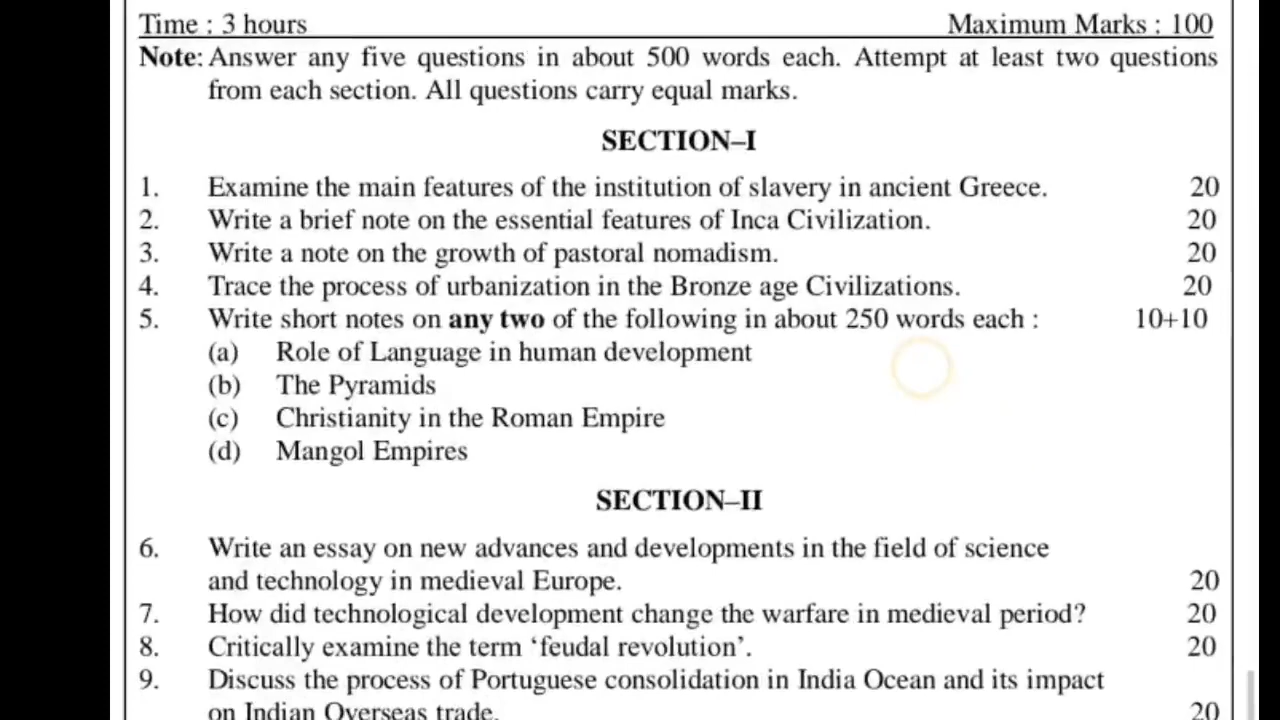 Time : 3 hours Maximum Marks : 100
Note: Answer any five questions in about 500 words each. Attempt at least two questions
from each section. All questions carry equal marks.
SECTION–I
1. Examine the main features of the institution of slavery in ancient Greece. 20
2. Write a brief note on the essential features of Inca Civilization. 20
3. Write a note on the growth of pastoral nomadism. 20
4. Trace the process of urbanization in the Bronze age Civilizations. 20
5. Write short notes on any two of the following in about 250 words each : 10+10
(a) Role of Language in human development
(b) The Pyramids
(c) Christianity in the Roman Empire
(d) Mangol Empires
SECTION–II
6. Write an essay on new advances and developments in the field of science
and technology in medieval Europe. 20
7. How did technological development change the warfare in medieval period? 20
8. Critically examine the term ‘feudal revolution’. 20
9. Discuss the process of Portuguese consolidation in India Ocean and its impact
on Indian Overseas trade. 20